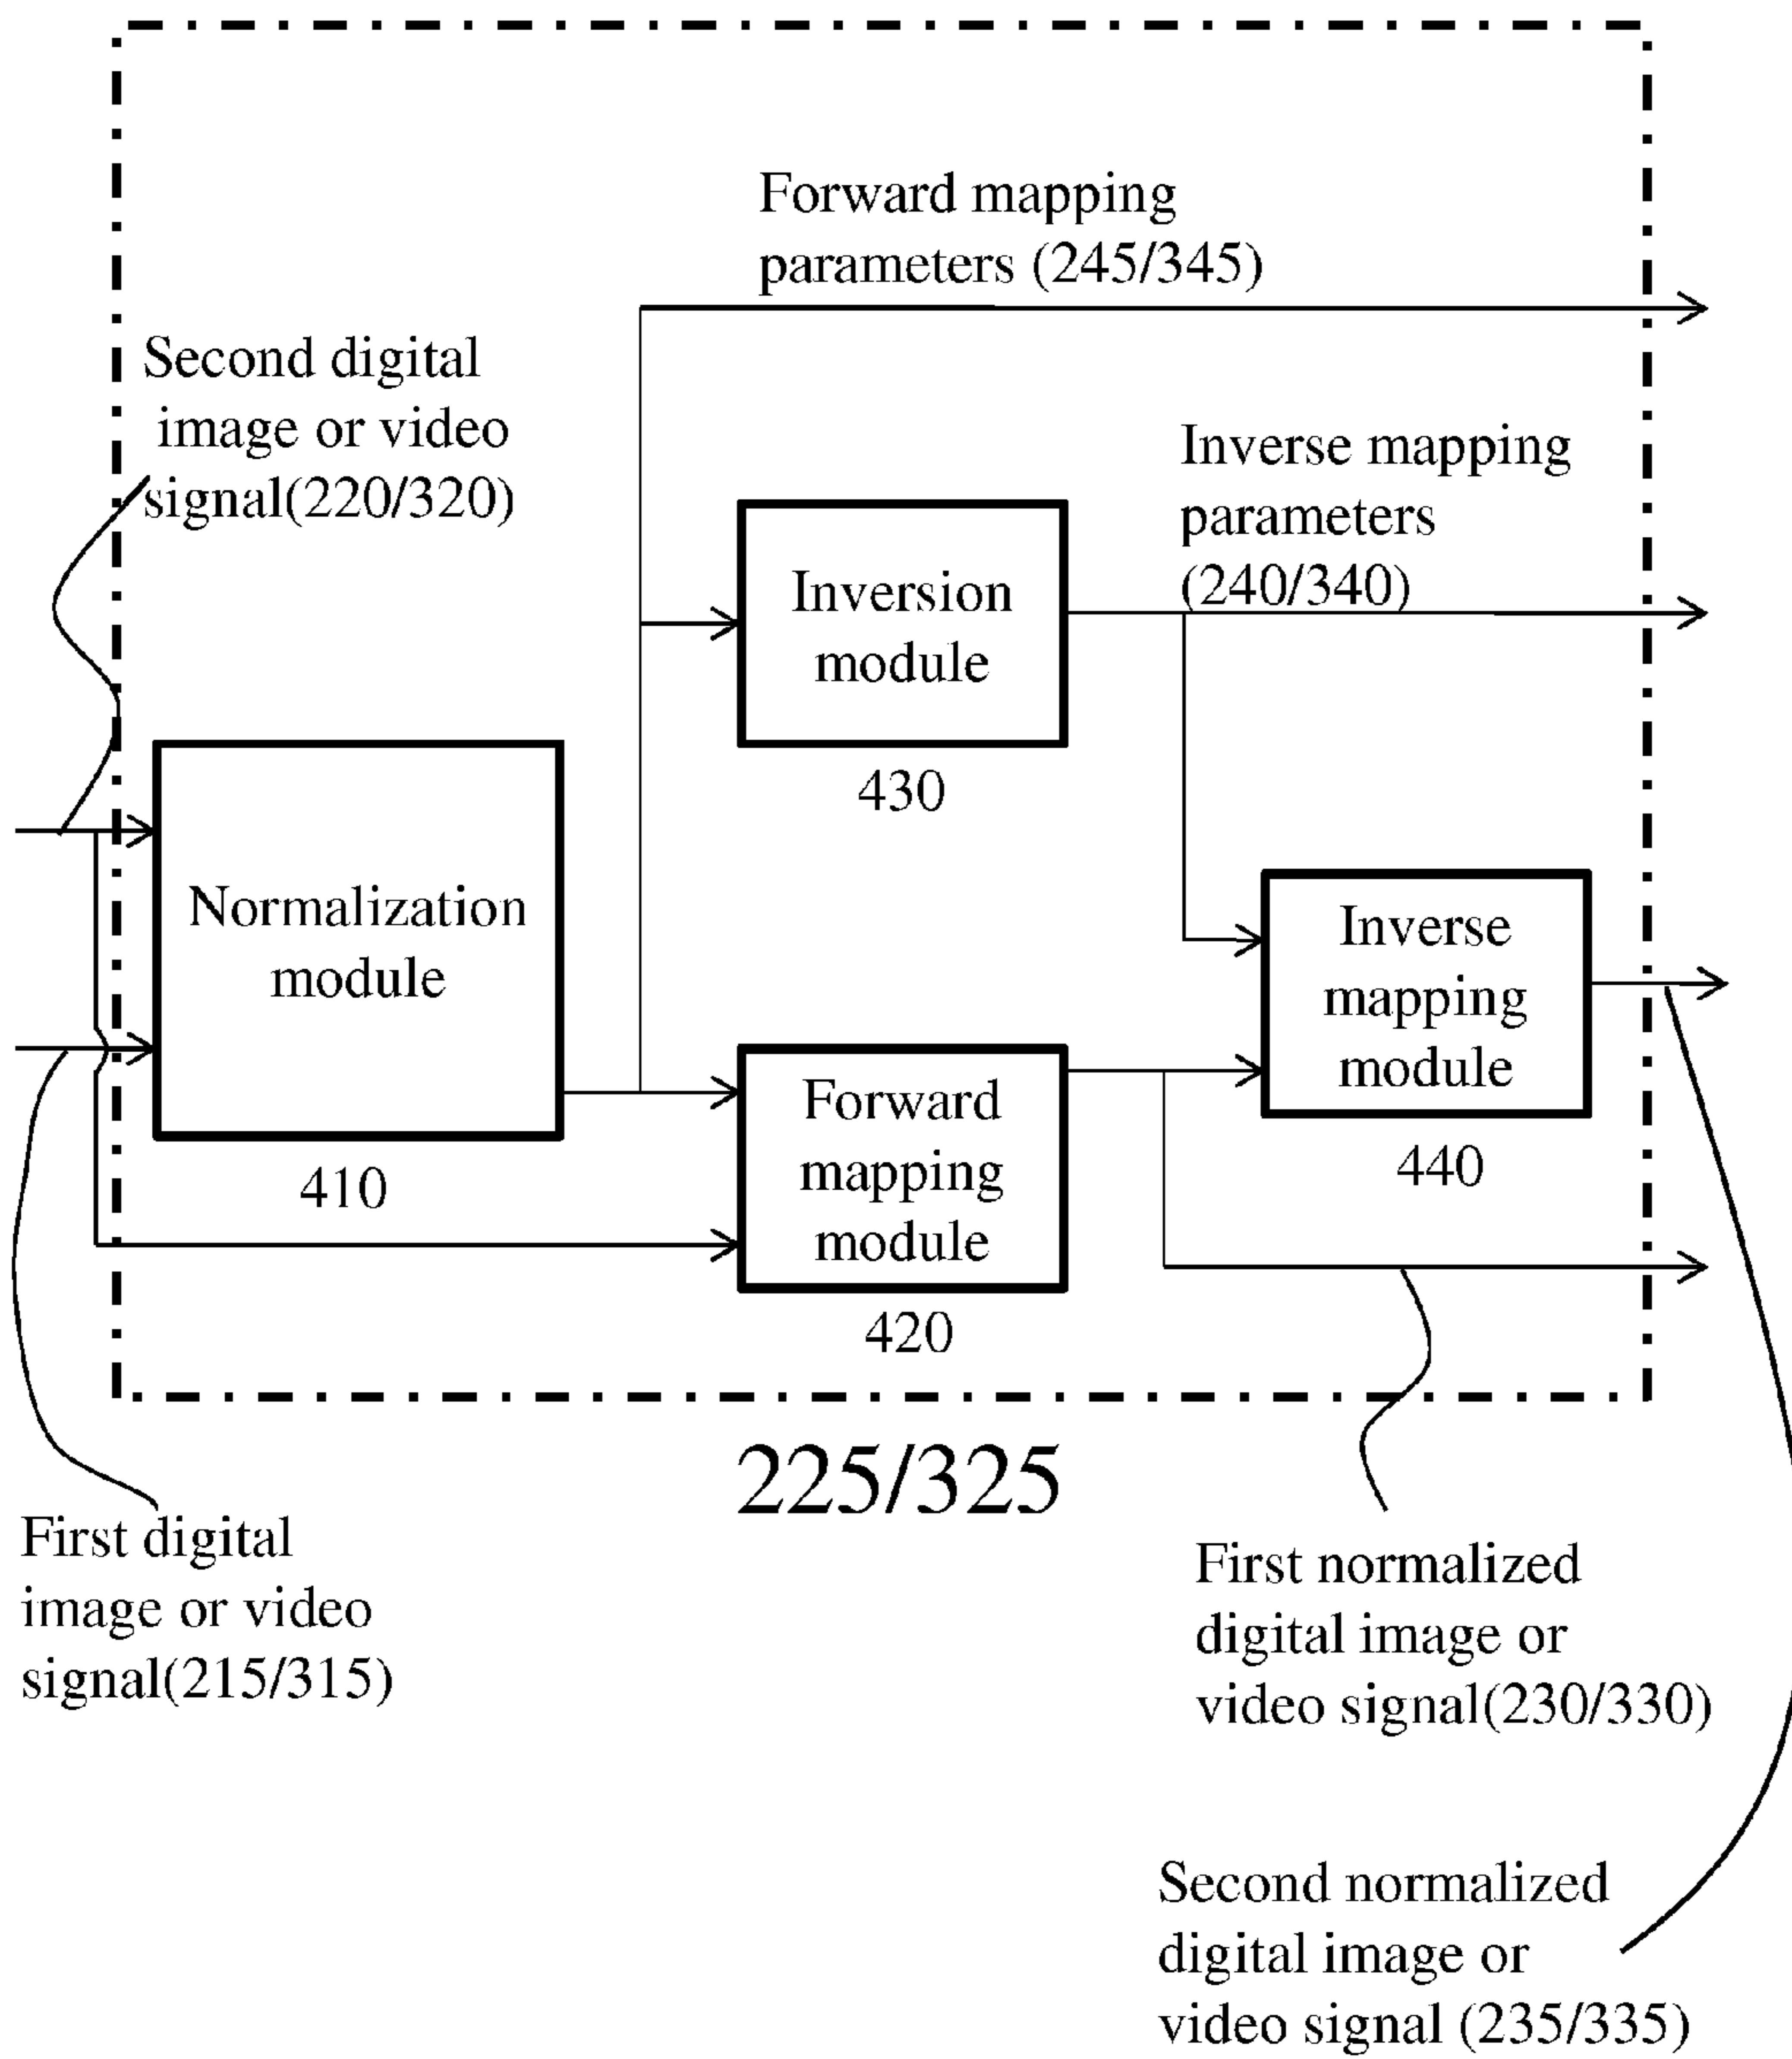 Forward mapping
parameters (245/345)
Second digital
image or video
signal(220/320)
Inverse mapping
parameters
(240/340)
Inversion
module
430
Normalization
module
410
Inverse
mapping
module
440
Forward
mapping
module
420
225/325
First digital
image or video
signal(215/315)
First normalized
digital image or
video signal(230/330)
Second normalized
digital image or
video signal (235/335)